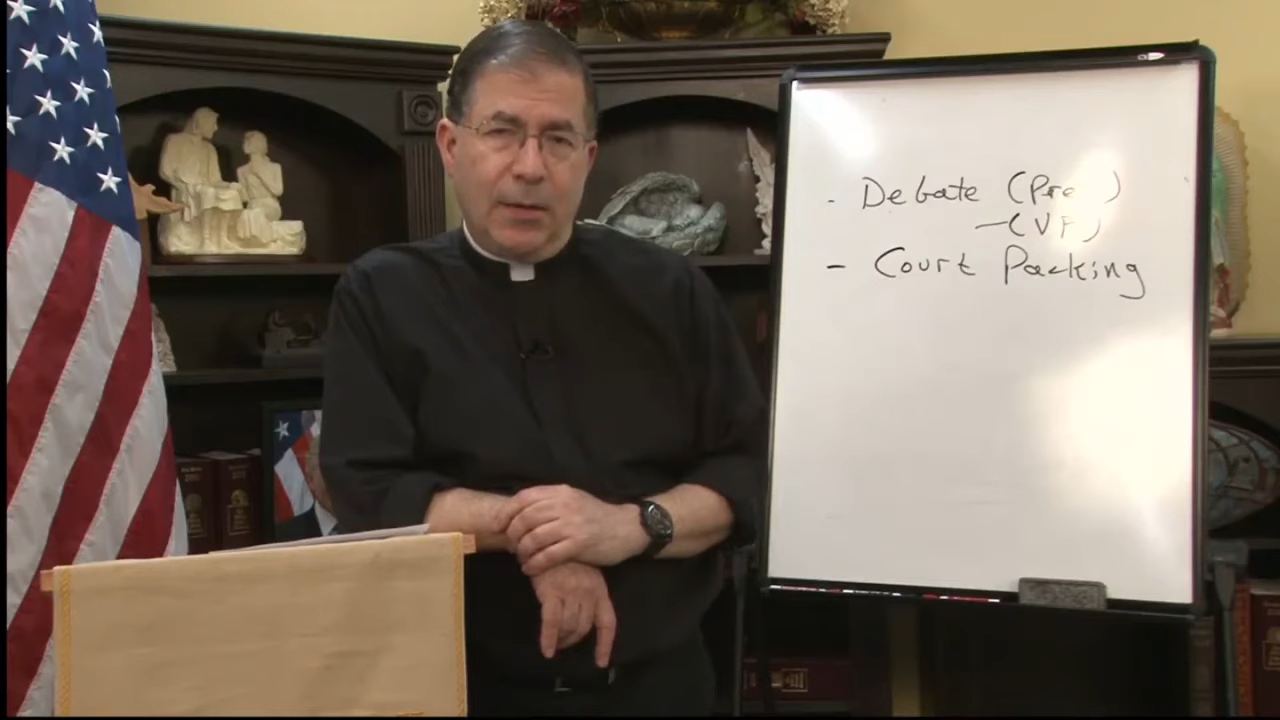 - Debate (Pres)
- (VP)
- Court Packing